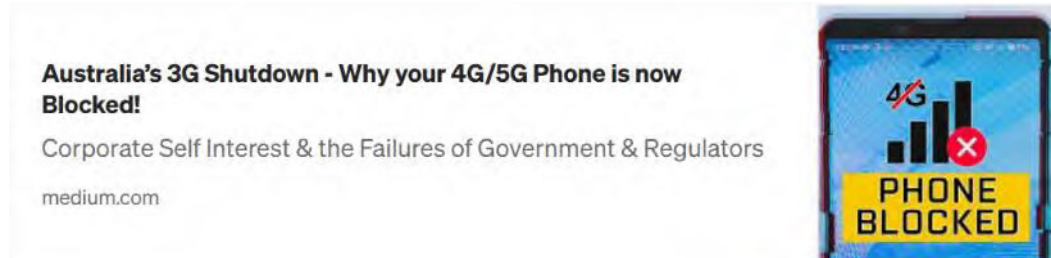 Australia’s 3G Shutdown - Why your 4G/5G Phone is now
Blocked!
Corporate Self Interest & the Failures of Government & Regulators
medium.com
4G
PHONE
BLOCKED